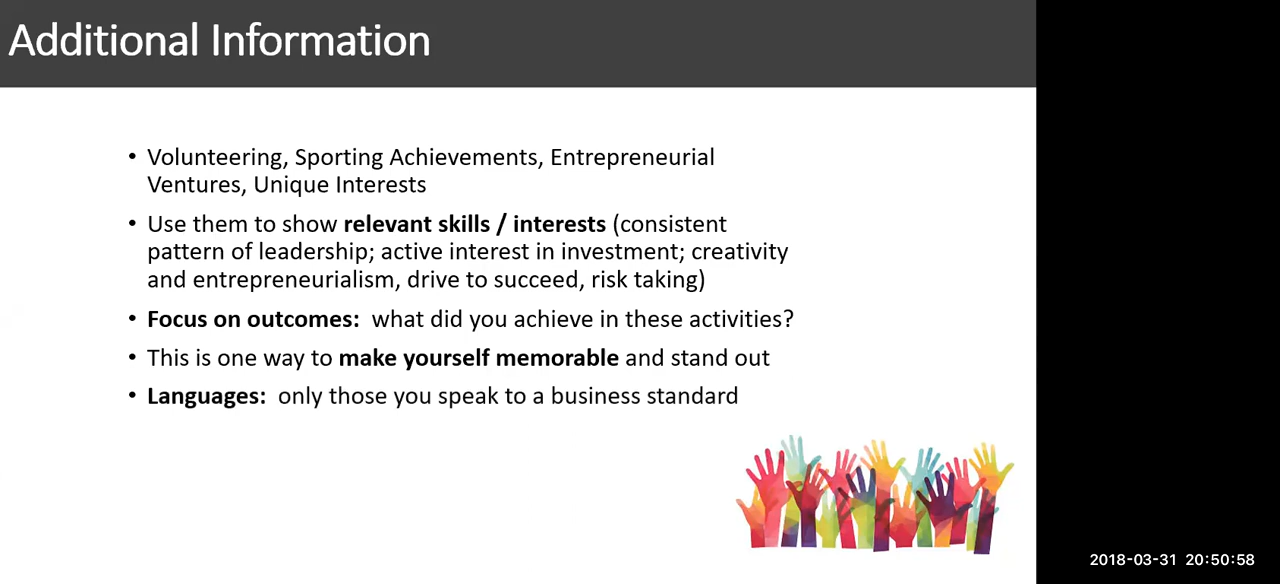 Additional Information
• Volunteering, Sporting Achievements, Entrepreneurial
Ventures, Unique Interests
• Use them to show relevant skills / interests (consistent
pattern of leadership; active interest in investment; creativity
and entrepreneurialism, drive to succeed, risk taking)
• Focus on outcomes:  what did you achieve in these activities?
• This is one way to make yourself memorable and stand out
• Languages:  only those you speak to a business standard
2018-03-31 20:50:58